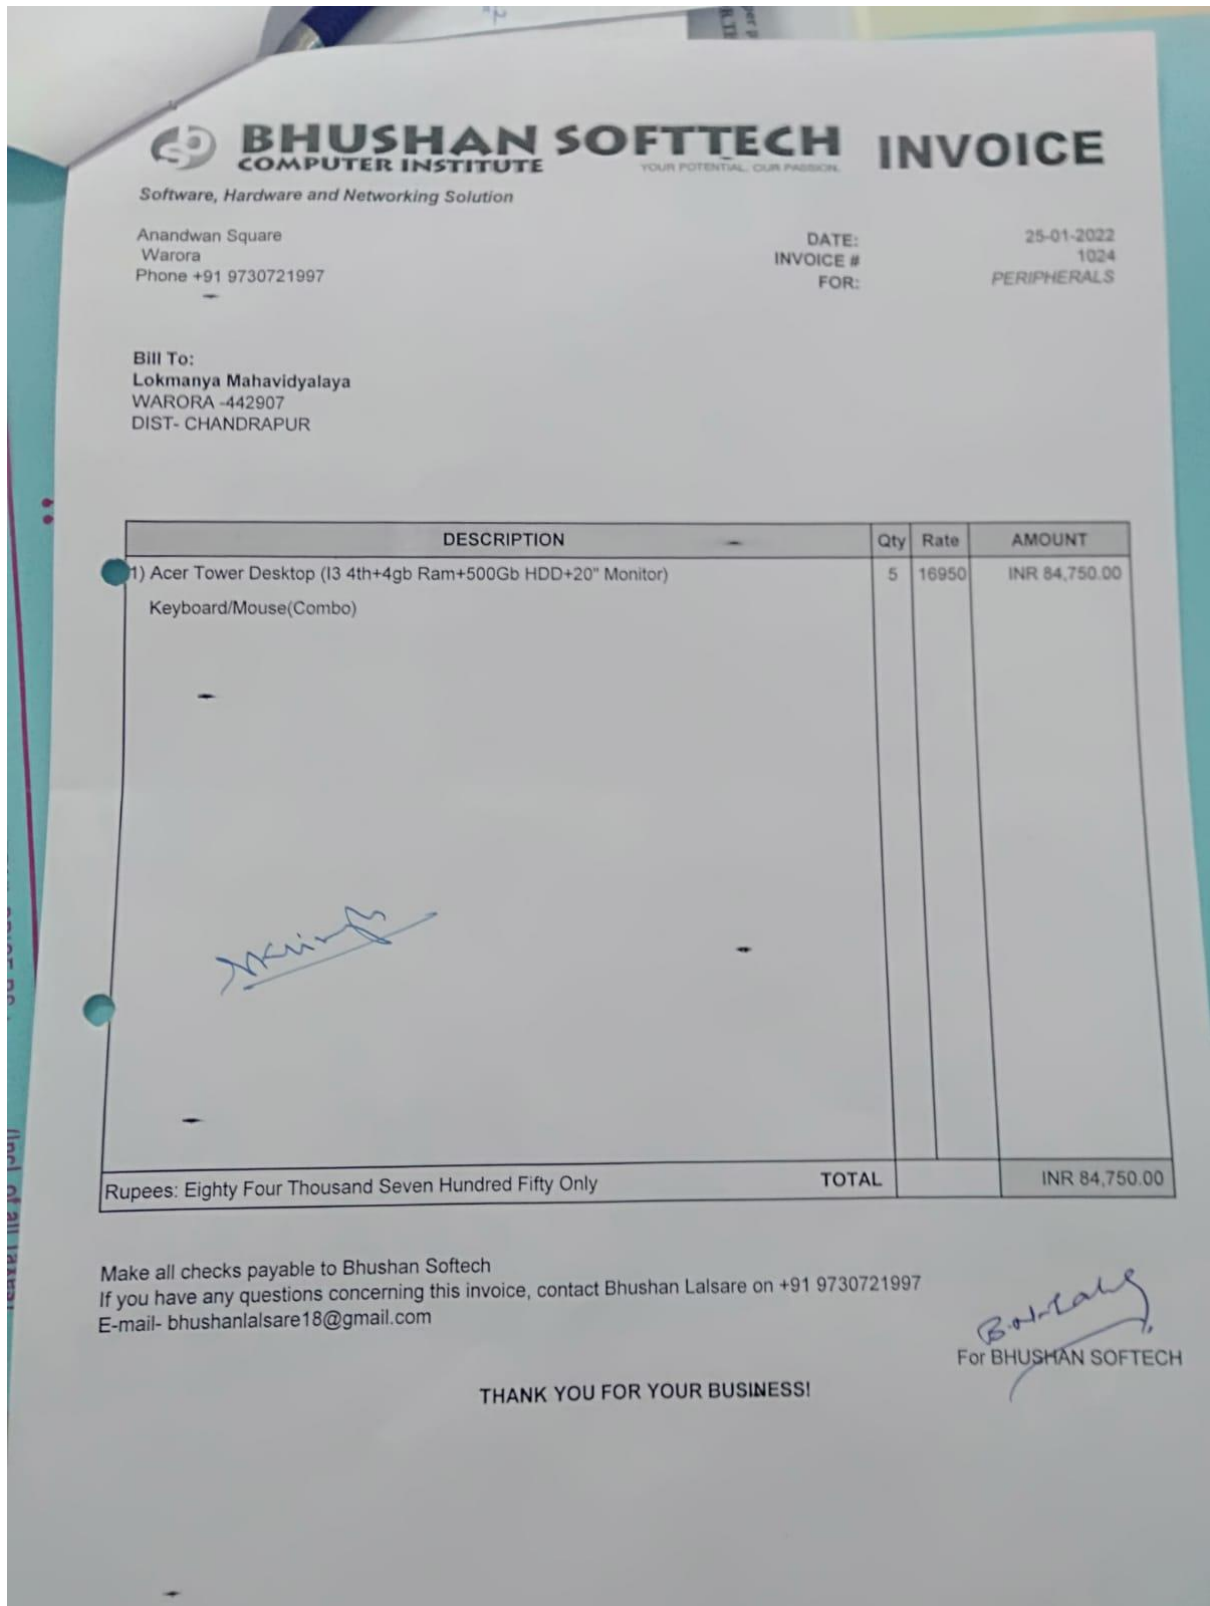 BHUSHAN SOFTTECH INVOICE
COMPUTER INSTITUTE YOUR POTENTIAL, OUR PASSION.
Software, Hardware and Networking Solution
Anandwan Square
Warora
Phone +91 9730721997
DATE: 25-01-2022
INVOICE # 1024
FOR: PERIPHERALS
Bill To:
Lokmanya Mahavidyalaya
WARORA -442907
DIST- CHANDRAPUR
DESCRIPTION Qty Rate AMOUNT
1) Acer Tower Desktop (I3 4th+4gb Ram+500Gb HDD+20" Monitor) 5 16950 INR 84,750.00
Keyboard/Mouse(Combo)
Rupees: Eighty Four Thousand Seven Hundred Fifty Only TOTAL INR 84,750.00
Make all checks payable to Bhushan Softech
If you have any questions concerning this invoice, contact Bhushan Lalsare on +91 9730721997
E-mail- bhushanlalsare18@gmail.com
For BHUSHAN SOFTECH
THANK YOU FOR YOUR BUSINESS!